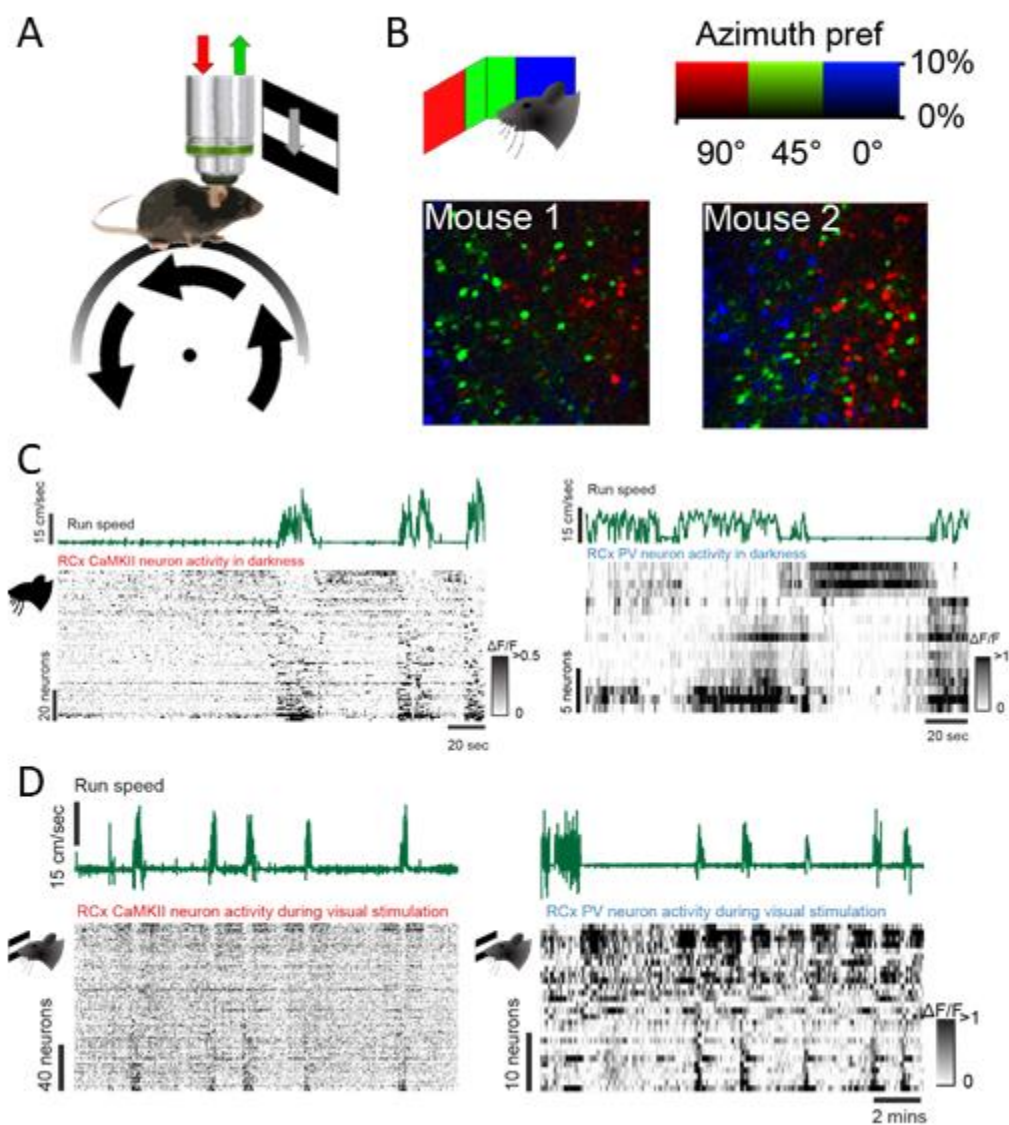 A
B
Azimuth pref
10%
0%
90° 45° 0°
Mouse 1
Mouse 2
C
15 cm/sec
Run speed
RCx CaMKII neuron activity in darkness
20 neurons
ΔF/F
>0.5
0
20 sec
15 cm/sec
Run speed
RCx PV neuron activity in darkness
5 neurons
ΔF/F
>1
0
20 sec
D
Run speed
15 cm/sec
RCx CaMKII neuron activity during visual stimulation
40 neurons
RCx PV neuron activity during visual stimulation
10 neurons
ΔF/F
>1
0
2 mins